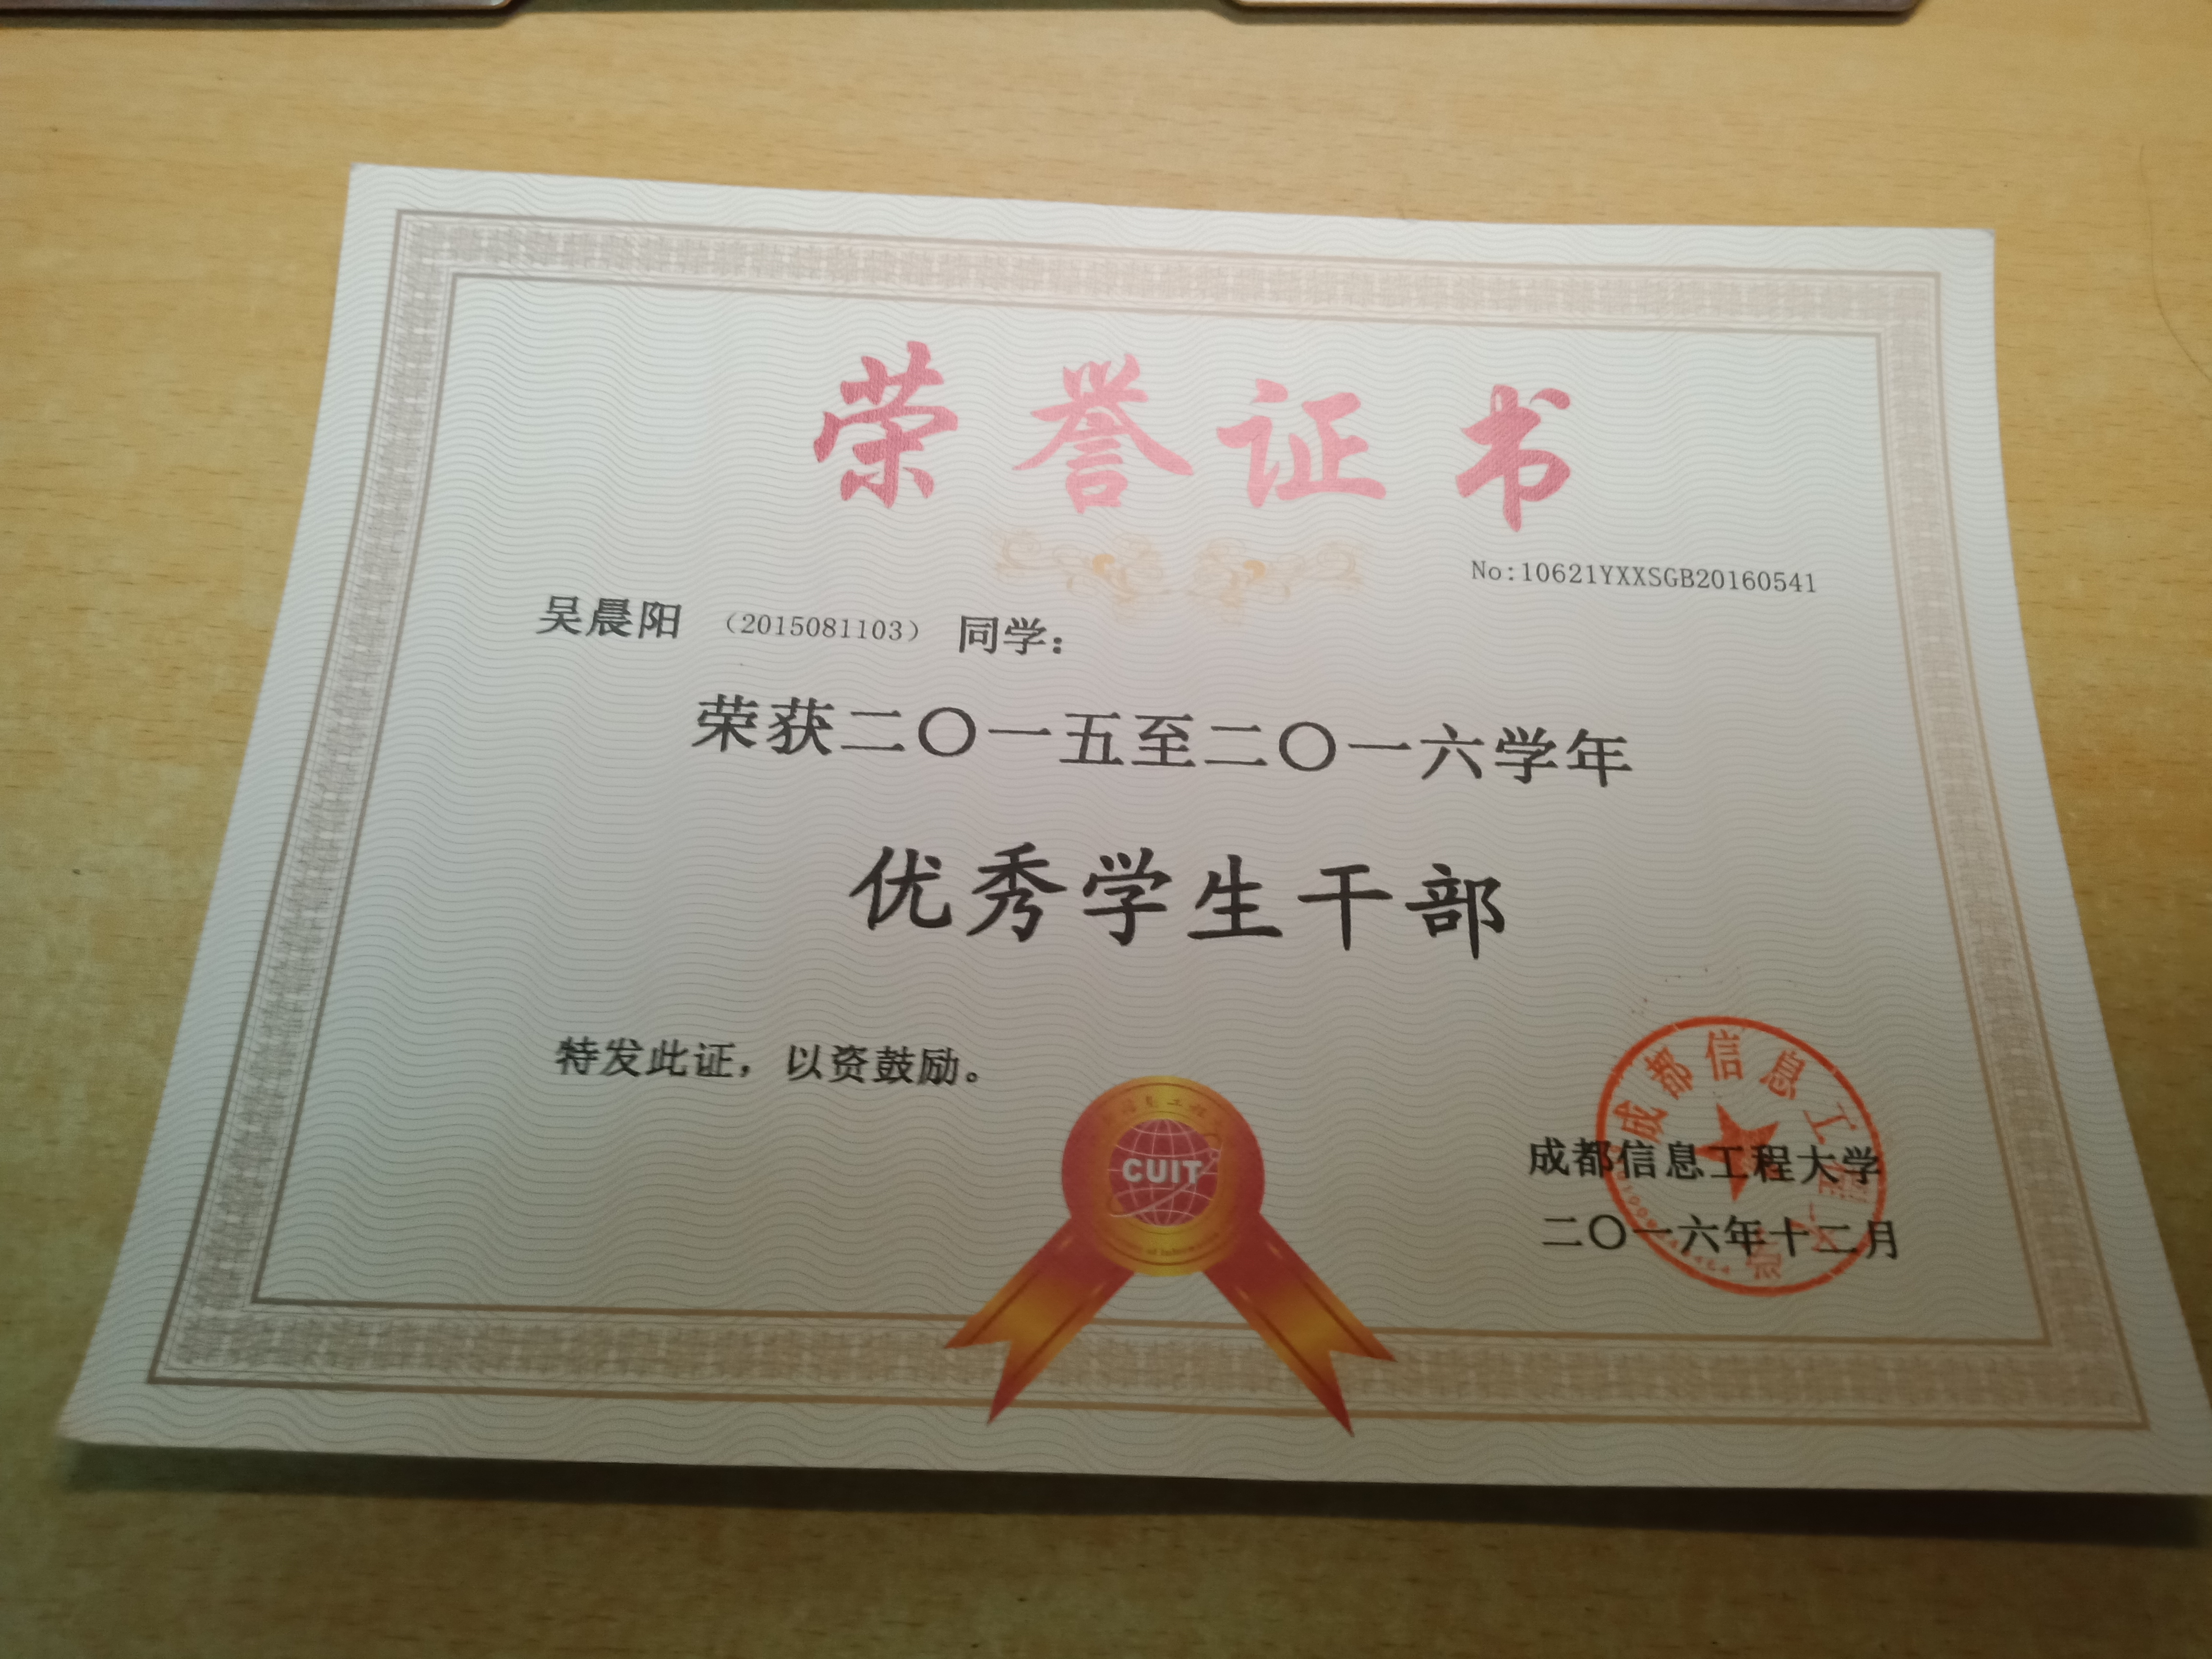 荣誉证书
No:10621YXXSGB20160541
吴晨阳 （2015081103） 同学：
荣获二〇一五至二〇一六学年
优秀学生干部
特发此证，以资鼓励。
CUIT
成都信息工程大学
成都信息工程大学
二〇一六年十二月